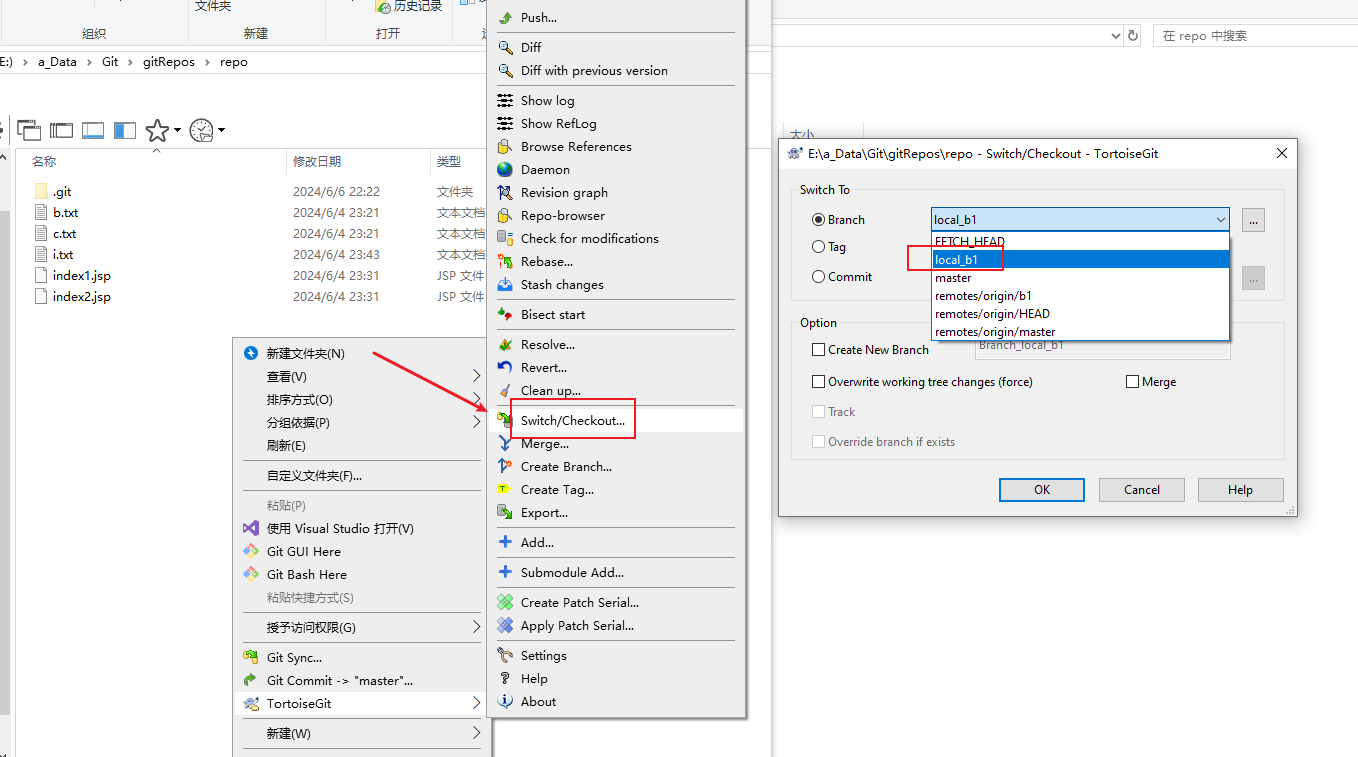 文件夹
历史记录
组织
新建
打开
E:) › a_Data › Git › gitRepos › repo
在 repo 中搜索
大小
名称 修改日期 类型
.git 2024/6/6 22:22 文件夹
b.txt 2024/6/4 23:21 文本文档
c.txt 2024/6/4 23:21 文本文档
i.txt 2024/6/4 23:43 文本文档
index1.jsp 2024/6/4 23:31 JSP 文件
index2.jsp 2024/6/4 23:31 JSP 文件
新建文件夹(N)
查看(V)
排序方式(O)
分组依据(P)
刷新(E)
自定义文件夹(F)...
粘贴(P)
使用 Visual Studio 打开(V)
Git GUI Here
Git Bash Here
粘贴快捷方式(S)
授予访问权限(G)
Git Sync...
Git Commit -> "master"...
TortoiseGit
新建(W)
Push...
Diff
Diff with previous version
Show log
Show RefLog
Browse References
Daemon
Revision graph
Repo-browser
Check for modifications
Rebase...
Stash changes
Bisect start
Resolve...
Revert...
Clean up...
Switch/Checkout...
Merge...
Create Branch...
Create Tag...
Export...
Add...
Submodule Add...
Create Patch Serial...
Apply Patch Serial...
Settings
Help
About
E:\a_Data\Git\gitRepos\repo - Switch/Checkout - TortoiseGit
Switch To
Branch local_b1 ...
Tag
Commit ...
FETCH_HEAD
local_b1
master
remotes/origin/b1
remotes/origin/HEAD
remotes/origin/master
Option
Create New Branch Branch_local_b1
Overwrite working tree changes (force) Merge
Track
Override branch if exists
OK Cancel Help